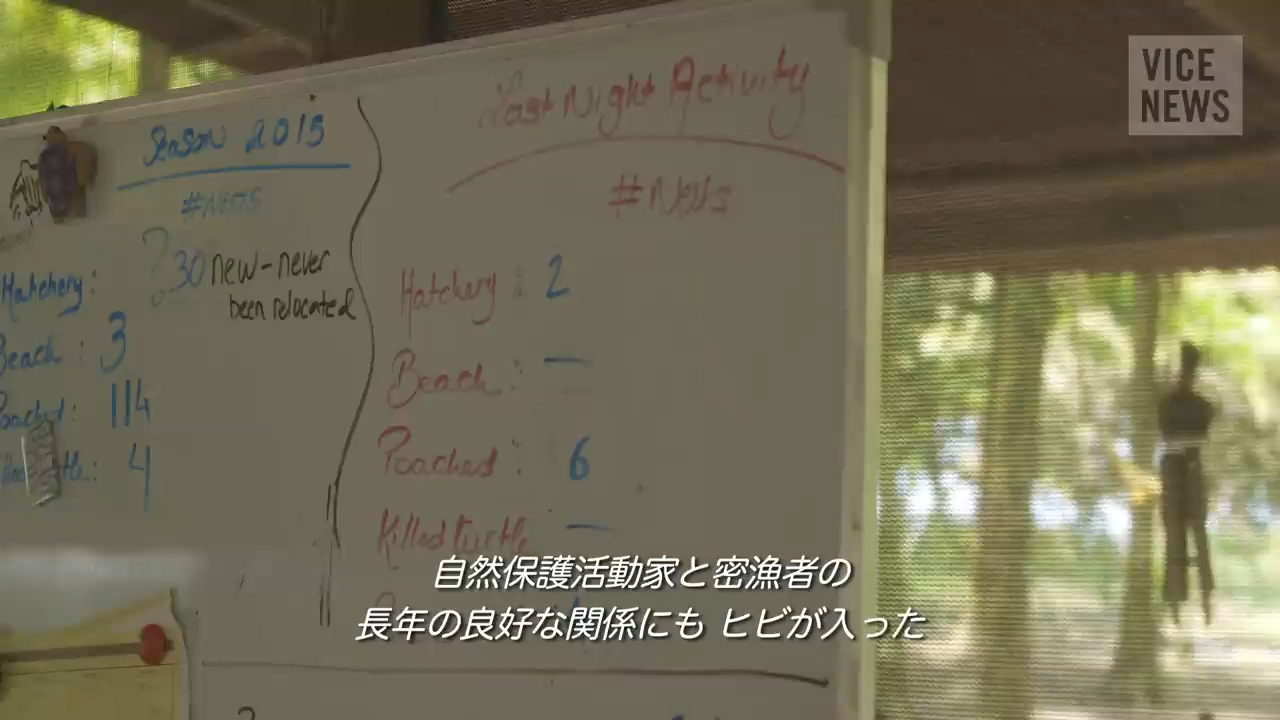 VICE
NEWS
Season 2015
#Nests
Hatchery: ?30 new-never
been relocated
Beach: 3
Poached: 114
Killed turtle: 4
Last Night Activity
#Nests
Hatchery: 2
Beach: —
Poached: 6
Killed turtle —
自然保護活動家と密漁者の
長年の良好な関係にも ヒビが入った